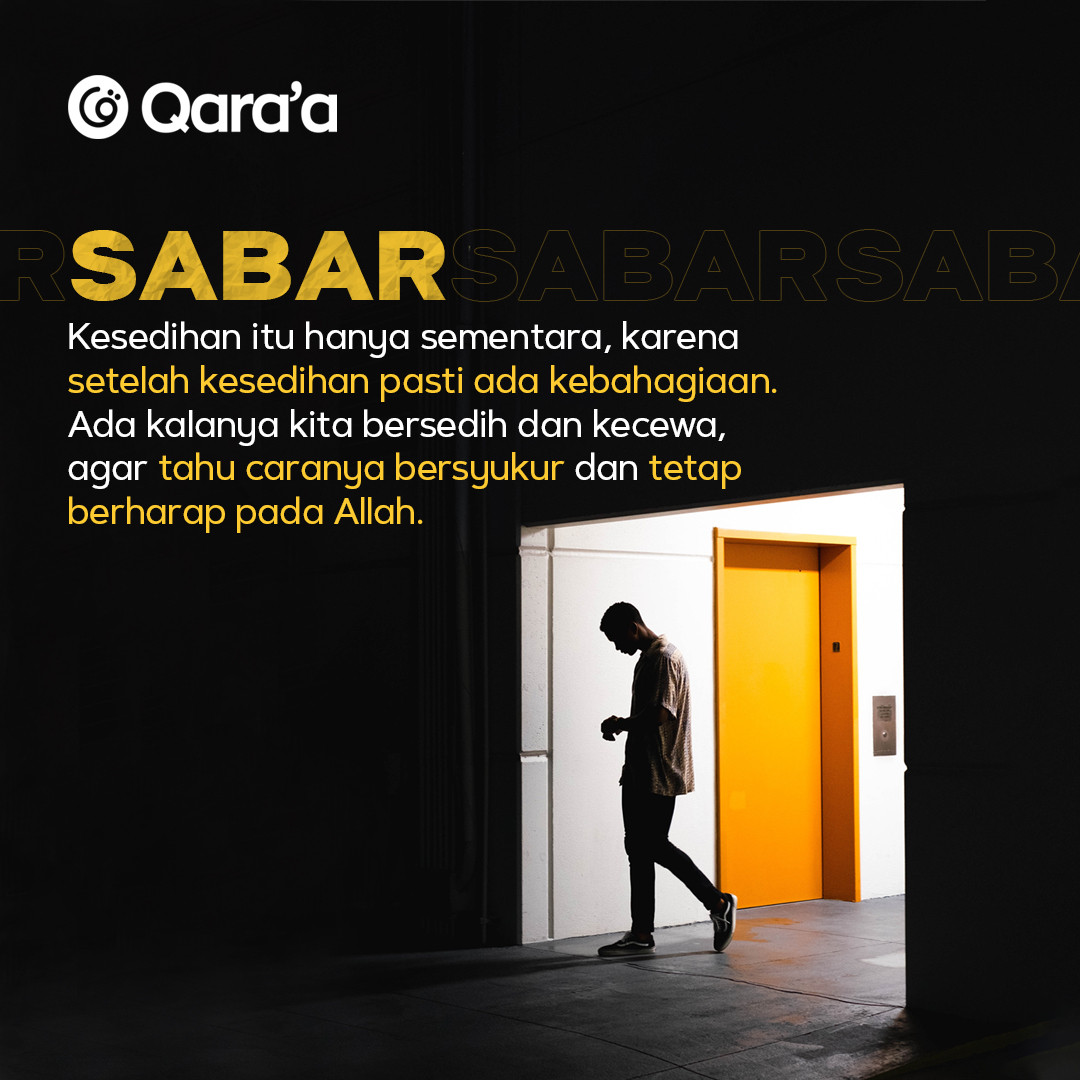 Qara'a
RSABARSABARSABA
Kesedihan itu hanya sementara, karena
setelah kesedihan pasti ada kebahagiaan.
Ada kalanya kita bersedih dan kecewa,
agar tahu caranya bersyukur dan tetap
berharap pada Allah.